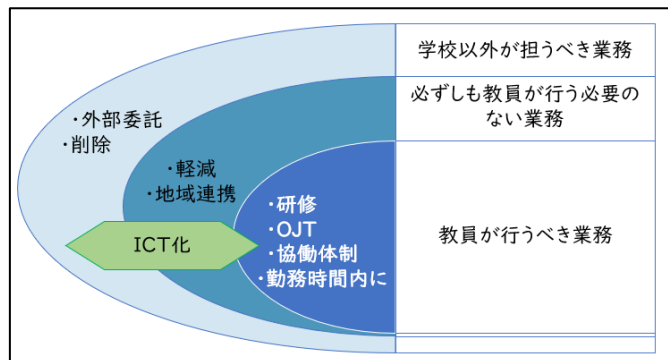 学校以外が担うべき業務
必ずしも教員が行う必要の
ない業務
・外部委託
・削除
・軽減
・地域連携
・研修
・OJT
・協働体制
・勤務時間内に
ICT化
教員が行うべき業務